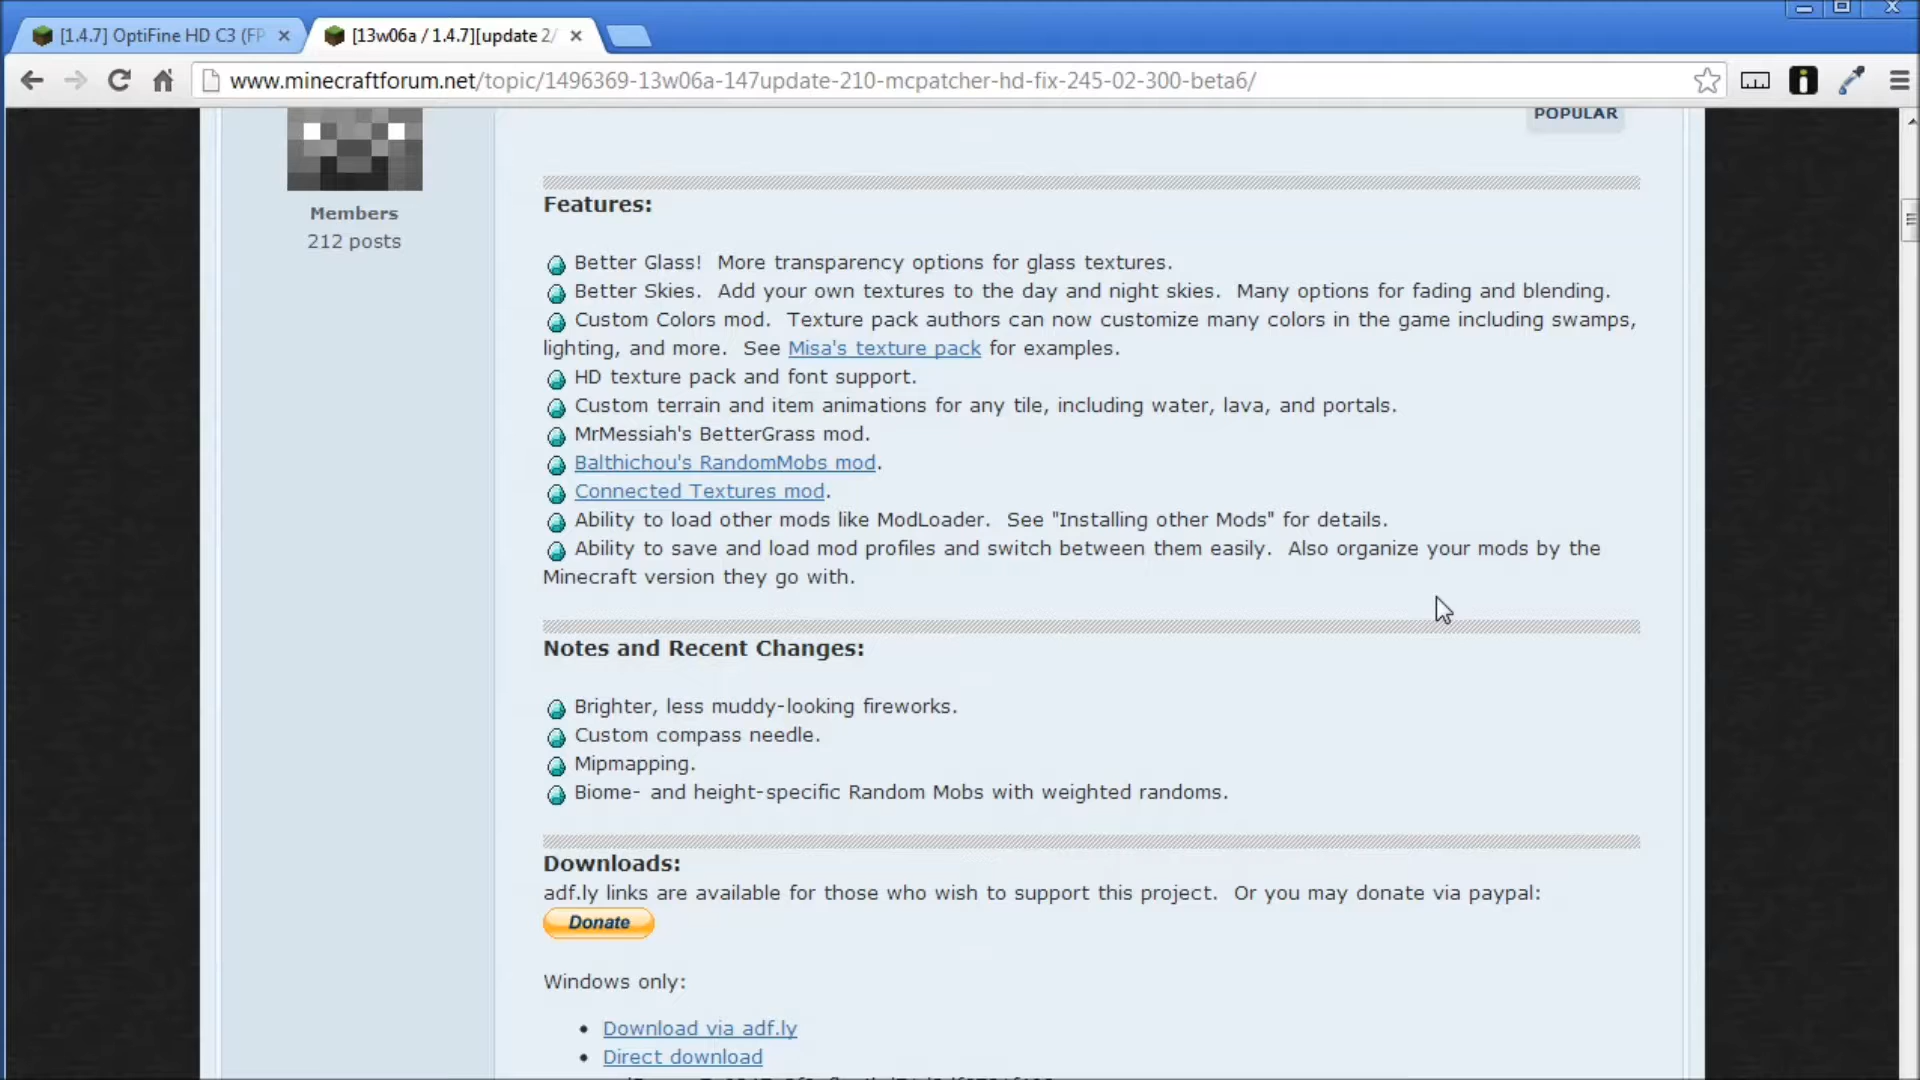 [1.4.7] OptiFine HD C3 (FP
[13w06a / 1.4.7][update 2/
www.minecraftforum.net/topic/1496369-13w06a-147update-210-mcpatcher-hd-fix-245-02-300-beta6/
POPULAR
Members
212 posts
Features:
Better Glass!  More transparency options for glass textures.
Better Skies.  Add your own textures to the day and night skies.  Many options for fading and blending.
Custom Colors mod.  Texture pack authors can now customize many colors in the game including swamps,
lighting, and more.  See Misa's texture pack for examples.
HD texture pack and font support.
Custom terrain and item animations for any tile, including water, lava, and portals.
MrMessiah's BetterGrass mod.
Balthichou's RandomMobs mod.
Connected Textures mod.
Ability to load other mods like ModLoader.  See "Installing other Mods" for details.
Ability to save and load mod profiles and switch between them easily.  Also organize your mods by the
Minecraft version they go with.
Notes and Recent Changes:
Brighter, less muddy-looking fireworks.
Custom compass needle.
Mipmapping.
Biome- and height-specific Random Mobs with weighted randoms.
Downloads:
adf.ly links are available for those who wish to support this project.  Or you may donate via paypal:
Donate
Windows only:
• Download via adf.ly
• Direct download